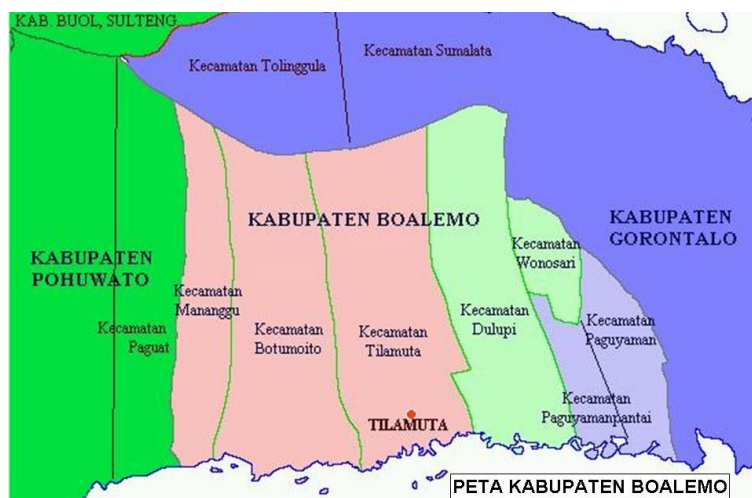 KAB. BUOL, SULTENG
Kecamatan Tolinggula
Kecamatan Sumalata
KABUPATEN BOALEMO
KABUPATEN
GORONTALO
KABUPATEN
POHUWATO
Kecamatan
Wonosari
Kecamatan
Mananggu
Kecamatan
Paguat
Kecamatan
Botumoito
Kecamatan
Tilamuta
Kecamatan
Dulupi
Kecamatan
Paguyaman
Kecamatan
Paguyamanpantai
TILAMUTA
PETA KABUPATEN BOALEMO